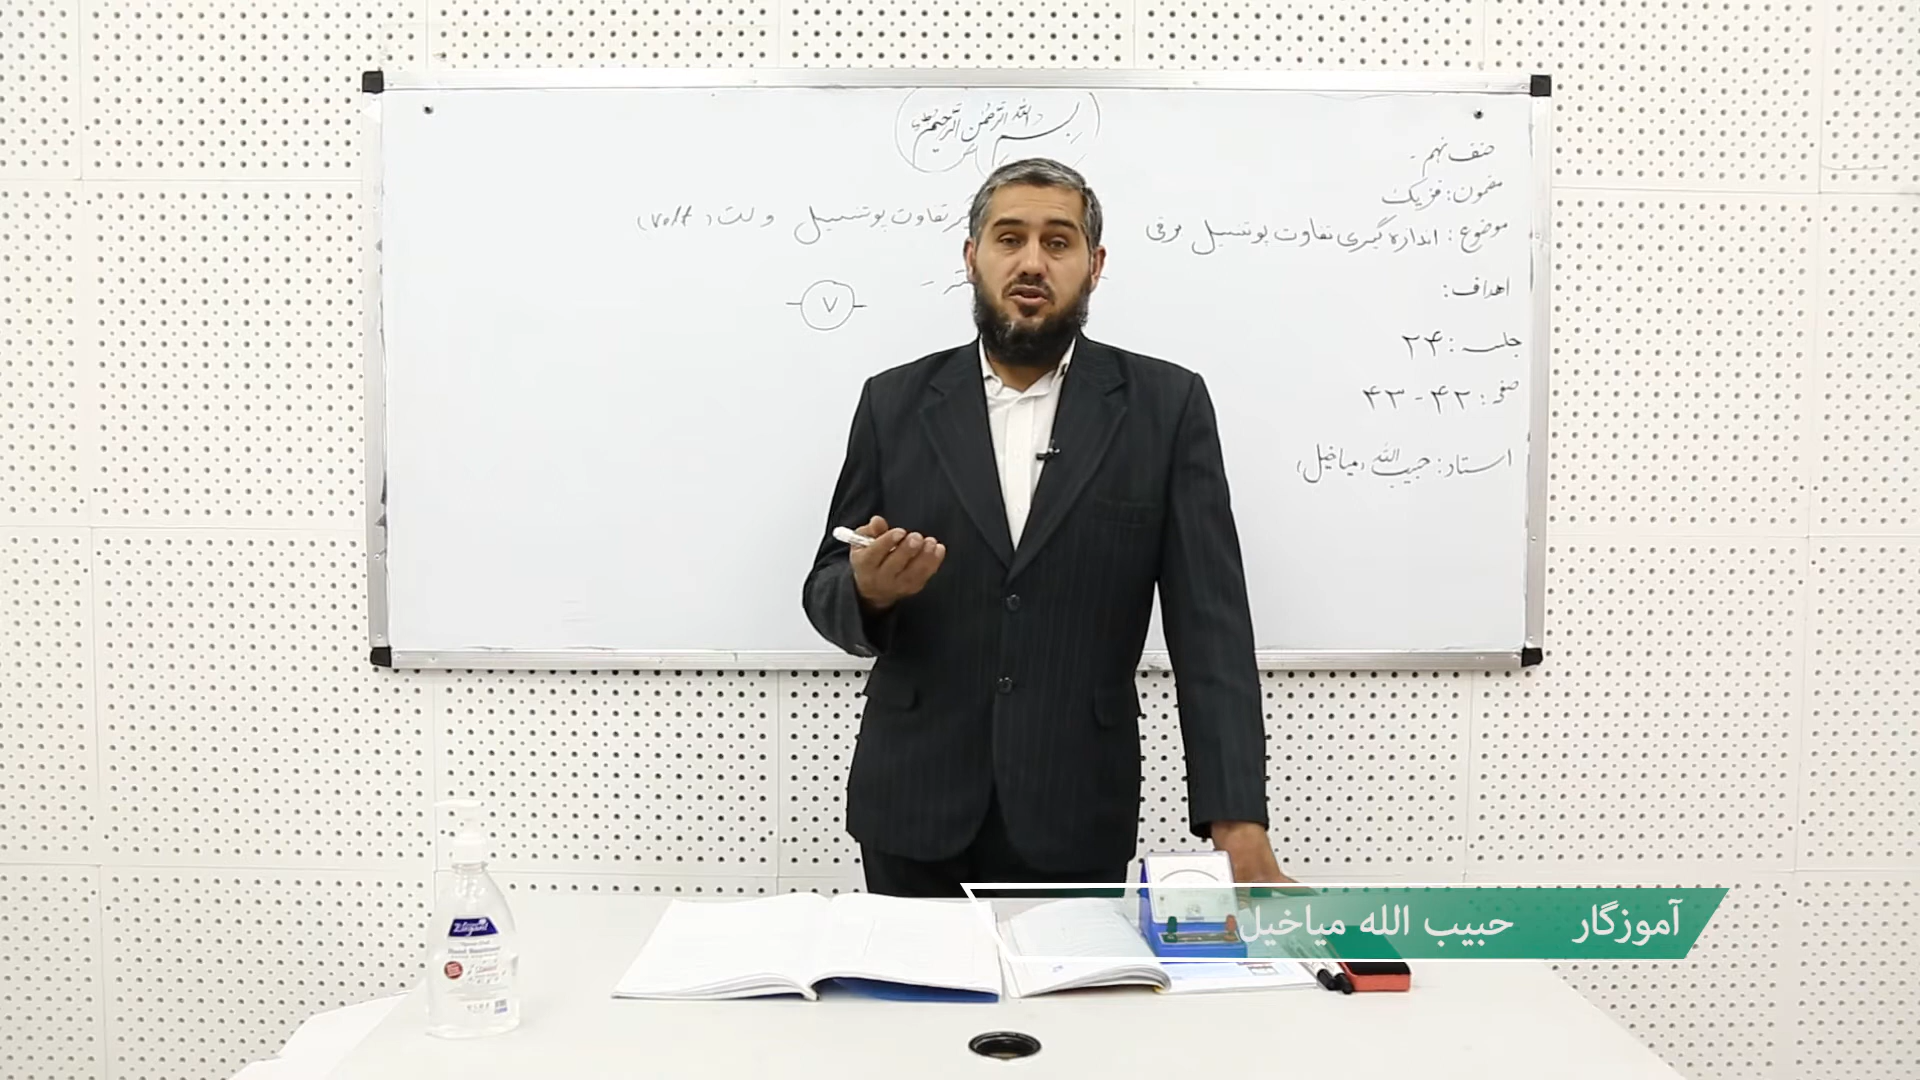 بسم الله الرحمن الرحیم
صنف نهم -
مضمون: فزیک
موضوع: اندازه گیری تفاوت پوتنسیل برقی
اهداف:
جلسه: ۲۴
صفحه: ۴۲ - ۴۳
استاد: حبیب الله (میاخیل)
تفاوت پوتنسیل ولت (volt)
V
آموزگار حبیب الله میاخیل
Zirgani